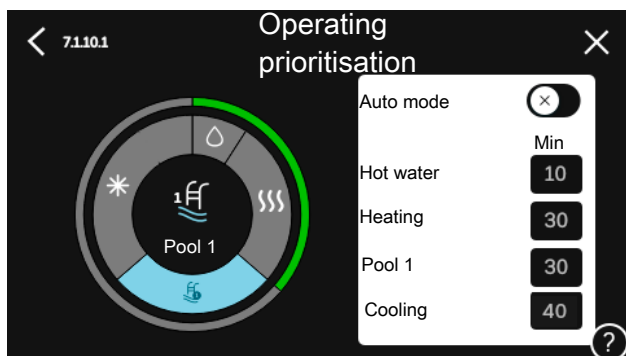 7.1.10.1
Operating
prioritisation
Auto mode
Min
Hot water 10
Heating 30
Pool 1 30
Cooling 40
1
Pool 1
1
?